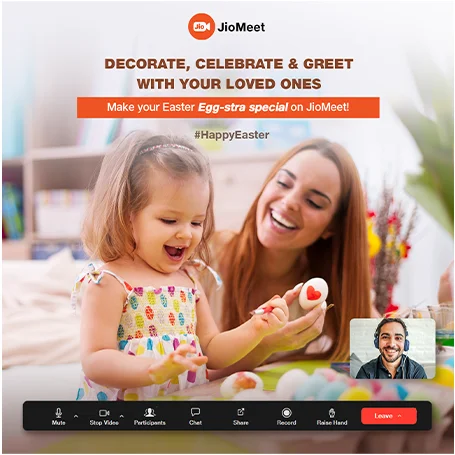 Jio JioMeet
DECORATE, CELEBRATE & GREET
WITH YOUR LOVED ONES
Make your Easter Egg-stra special on JioMeet!
#HappyEaster
Mute Stop Video Participants Chat Share Record Raise Hand Leave